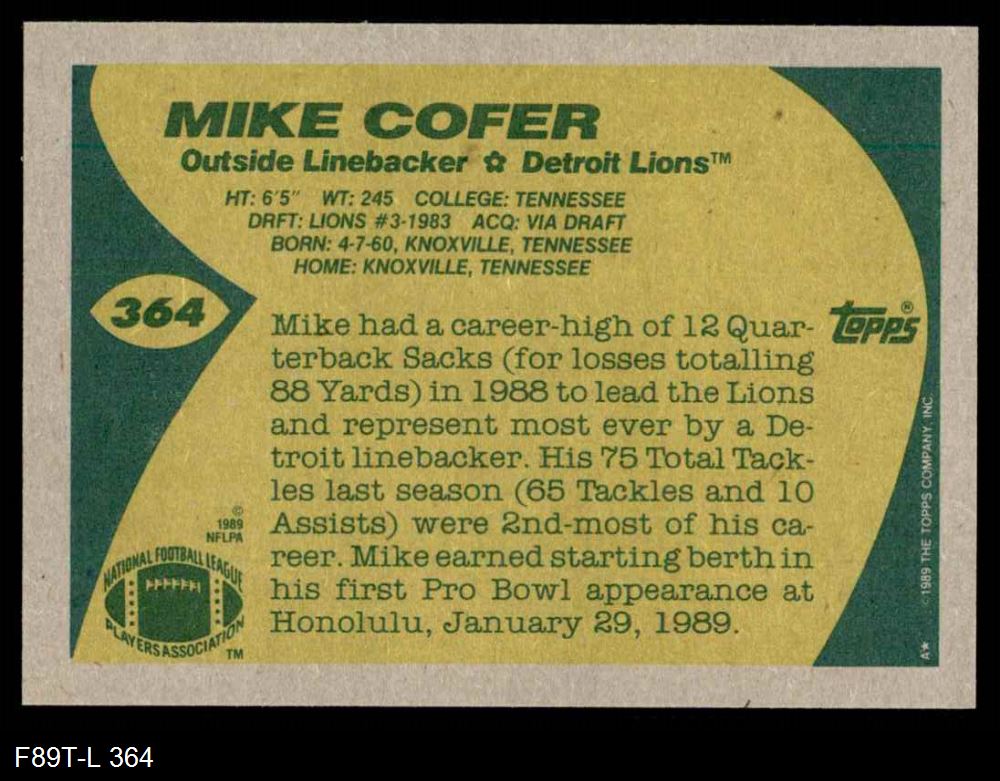 MIKE COFER
Outside Linebacker ✩ Detroit Lions™
HT: 6'5" WT: 245 COLLEGE: TENNESSEE
DRFT: LIONS #3-1983 ACQ: VIA DRAFT
BORN: 4-7-60, KNOXVILLE, TENNESSEE
HOME: KNOXVILLE, TENNESSEE
364
topps®
Mike had a career-high of 12 Quar-
terback Sacks (for losses totalling
88 Yards) in 1988 to lead the Lions
and represent most ever by a De-
troit linebacker. His 75 Total Tack-
les last season (65 Tackles and 10
Assists) were 2nd-most of his ca-
reer. Mike earned starting berth in
his first Pro Bowl appearance at
Honolulu, January 29, 1989.
©
1989
NFLPA
NATIONAL FOOTBALL LEAGUE
PLAYERS ASSOCIATION
TM
© 1989 THE TOPPS COMPANY, INC.
A*
F89T-L 364